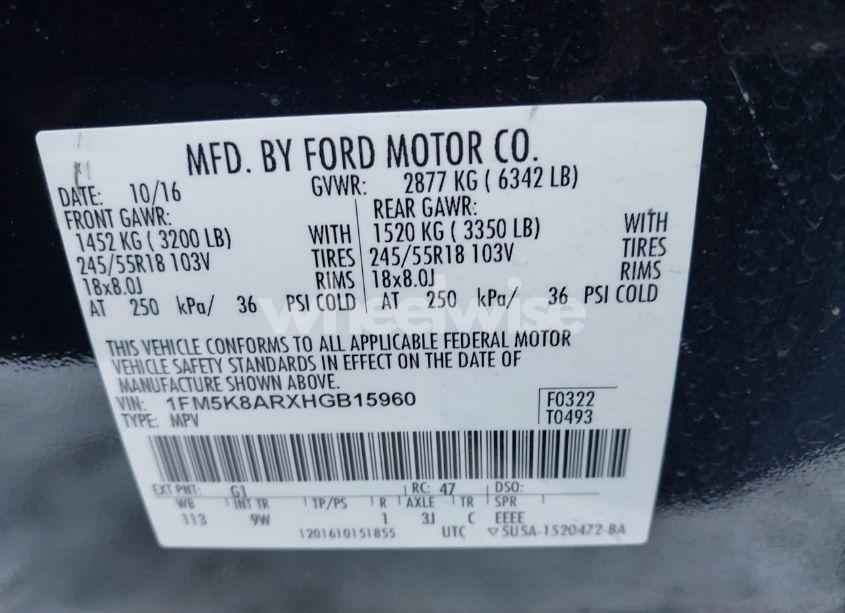 MFD. BY FORD MOTOR CO.
DATE: 10/16 GVWR: 2877 KG ( 6342 LB)
FRONT GAWR: REAR GAWR:
1452 KG ( 3200 LB) WITH 1520 KG ( 3350 LB) WITH
245/55R18 103V TIRES 245/55R18 103V TIRES
18x8.0J RIMS 18x8.0J RIMS
AT 250 kPa/ 36 PSI COLD AT 250 kPa/ 36 PSI COLD
wheelwise
THIS VEHICLE CONFORMS TO ALL APPLICABLE FEDERAL MOTOR
VEHICLE SAFETY STANDARDS IN EFFECT ON THE DATE OF
MANUFACTURE SHOWN ABOVE.
VIN: 1FM5K8ARXHGB15960 F0322
TYPE: MPV T0493
EXT PNT: G1 RC: 47 DSO:
WB INT TR TP/PS R AXLE TR SPR
113 9W 1 3J C EEEE
1201610151855 UTC ▽5U5A-1520472-BA